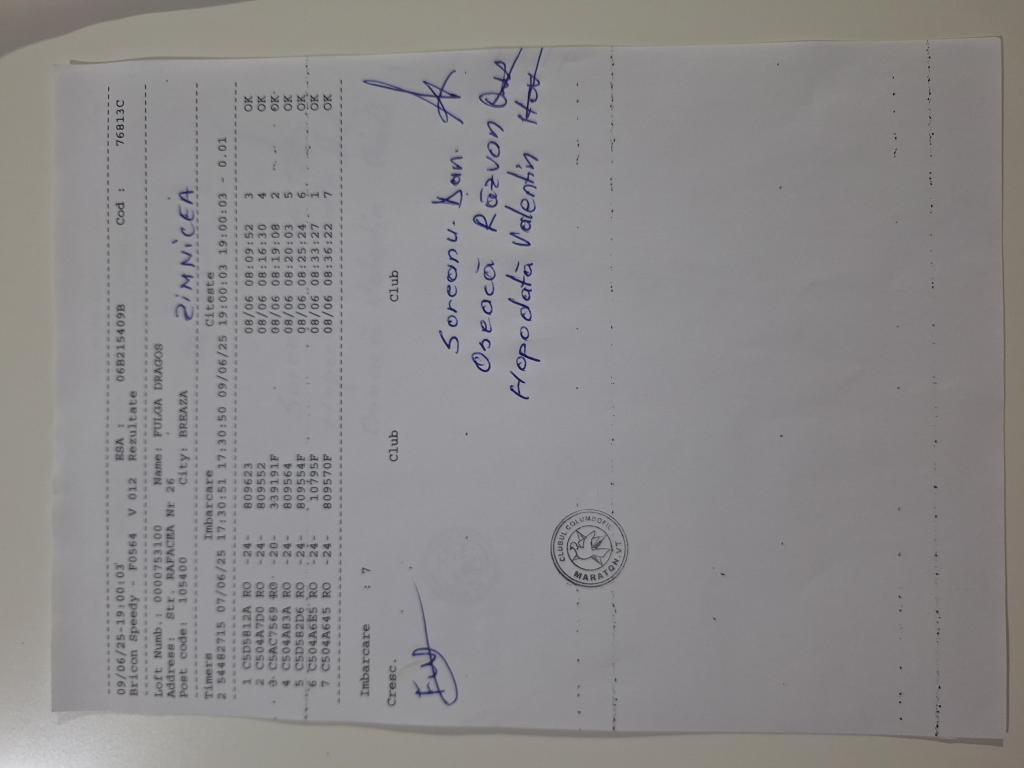 09/06/25-19:00:03 ESA : 06B215409B Cod : 76813C
Bricon Speedy - F0564 V 012 Rezultate
Loft Numb.: 0000753100 Name: FULGA DRAGOS
Address: Str. RAFACEA Nr 26
Post code: 105400 City: BREAZA ZIMNICEA
Timers Imbarcare Citeste
2 54482715 07/06/25 17:30:51 17:30:50 09/06/25 19:00:03 19:00:03 - 0.01
1 C5D5812A RO -24- 809623 08/06 08:09:52 3 OK
2 C504A7D0 RO -24- 809552 08/06 08:16:30 4 OK
3 C5AC7569 RO -20- 339191F 08/06 08:19:08 2 OK
4 C504AB3A RO -24- 809564 08/06 08:20:03 5 OK
5 C5D582D6 RO -24- 809554F 08/06 08:25:24 6 OK
6 C504A6E5 RO -24- 10795F 08/06 08:33:27 1 OK
7 C504A645 RO -24- 809570F 08/06 08:36:22 7 OK
Imbarcare : 7
Cresc. Club Club
Soreanu Dan
Oseacă Răzvan
Hopodată Valentin
CLUBUL COLUMBOFIL
MARATON-VT